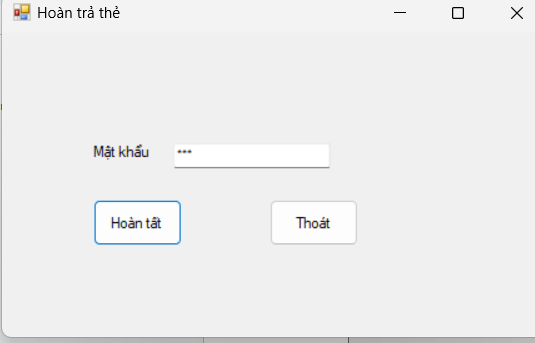 Hoàn trả thẻ
Mật khẩu ***
Hoàn tất Thoát